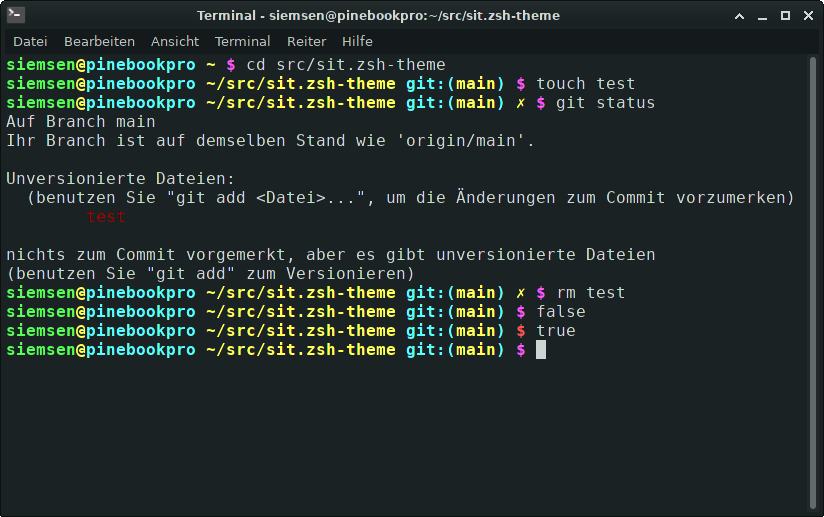 Terminal - siemsen@pinebookpro:~/src/sit.zsh-theme
Datei Bearbeiten Ansicht Terminal Reiter Hilfe
siemsen@pinebookpro ~ $ cd src/sit.zsh-theme
siemsen@pinebookpro ~/src/sit.zsh-theme git:(main) $ touch test
siemsen@pinebookpro ~/src/sit.zsh-theme git:(main) ✗ $ git status
Auf Branch main
Ihr Branch ist auf demselben Stand wie 'origin/main'.

Unversionierte Dateien:
  (benutzen Sie "git add <Datei>...", um die Änderungen zum Commit vorzumerken)
        test

nichts zum Commit vorgemerkt, aber es gibt unversionierte Dateien
(benutzen Sie "git add" zum Versionieren)
siemsen@pinebookpro ~/src/sit.zsh-theme git:(main) ✗ $ rm test
siemsen@pinebookpro ~/src/sit.zsh-theme git:(main) $ false
siemsen@pinebookpro ~/src/sit.zsh-theme git:(main) $ true
siemsen@pinebookpro ~/src/sit.zsh-theme git:(main) $